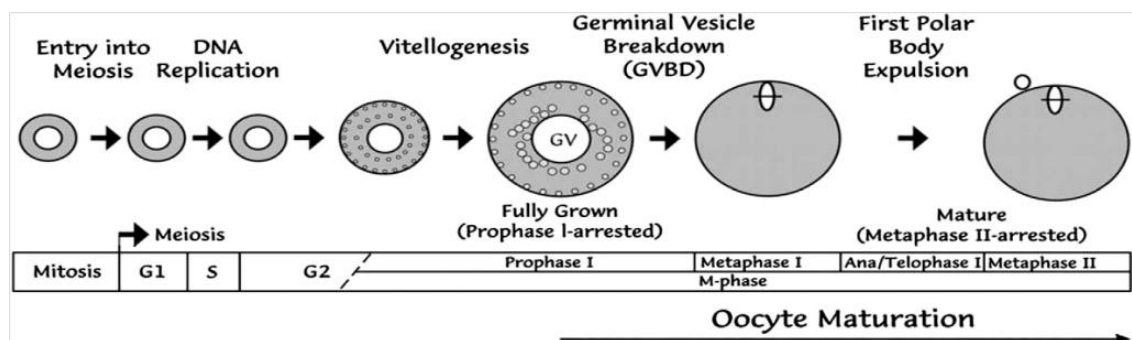 Entry into
Meiosis
DNA
Replication
Vitellogenesis
Germinal Vesicle
Breakdown
(GVBD)
First Polar
Body
Expulsion
GV
Fully Grown
(Prophase I-arrested)
Mature
(Metaphase II-arrested)
Meiosis
Mitosis
G1
S
G2
Prophase I
Metaphase I
Ana/Telophase I
Metaphase II
M-phase
Oocyte Maturation